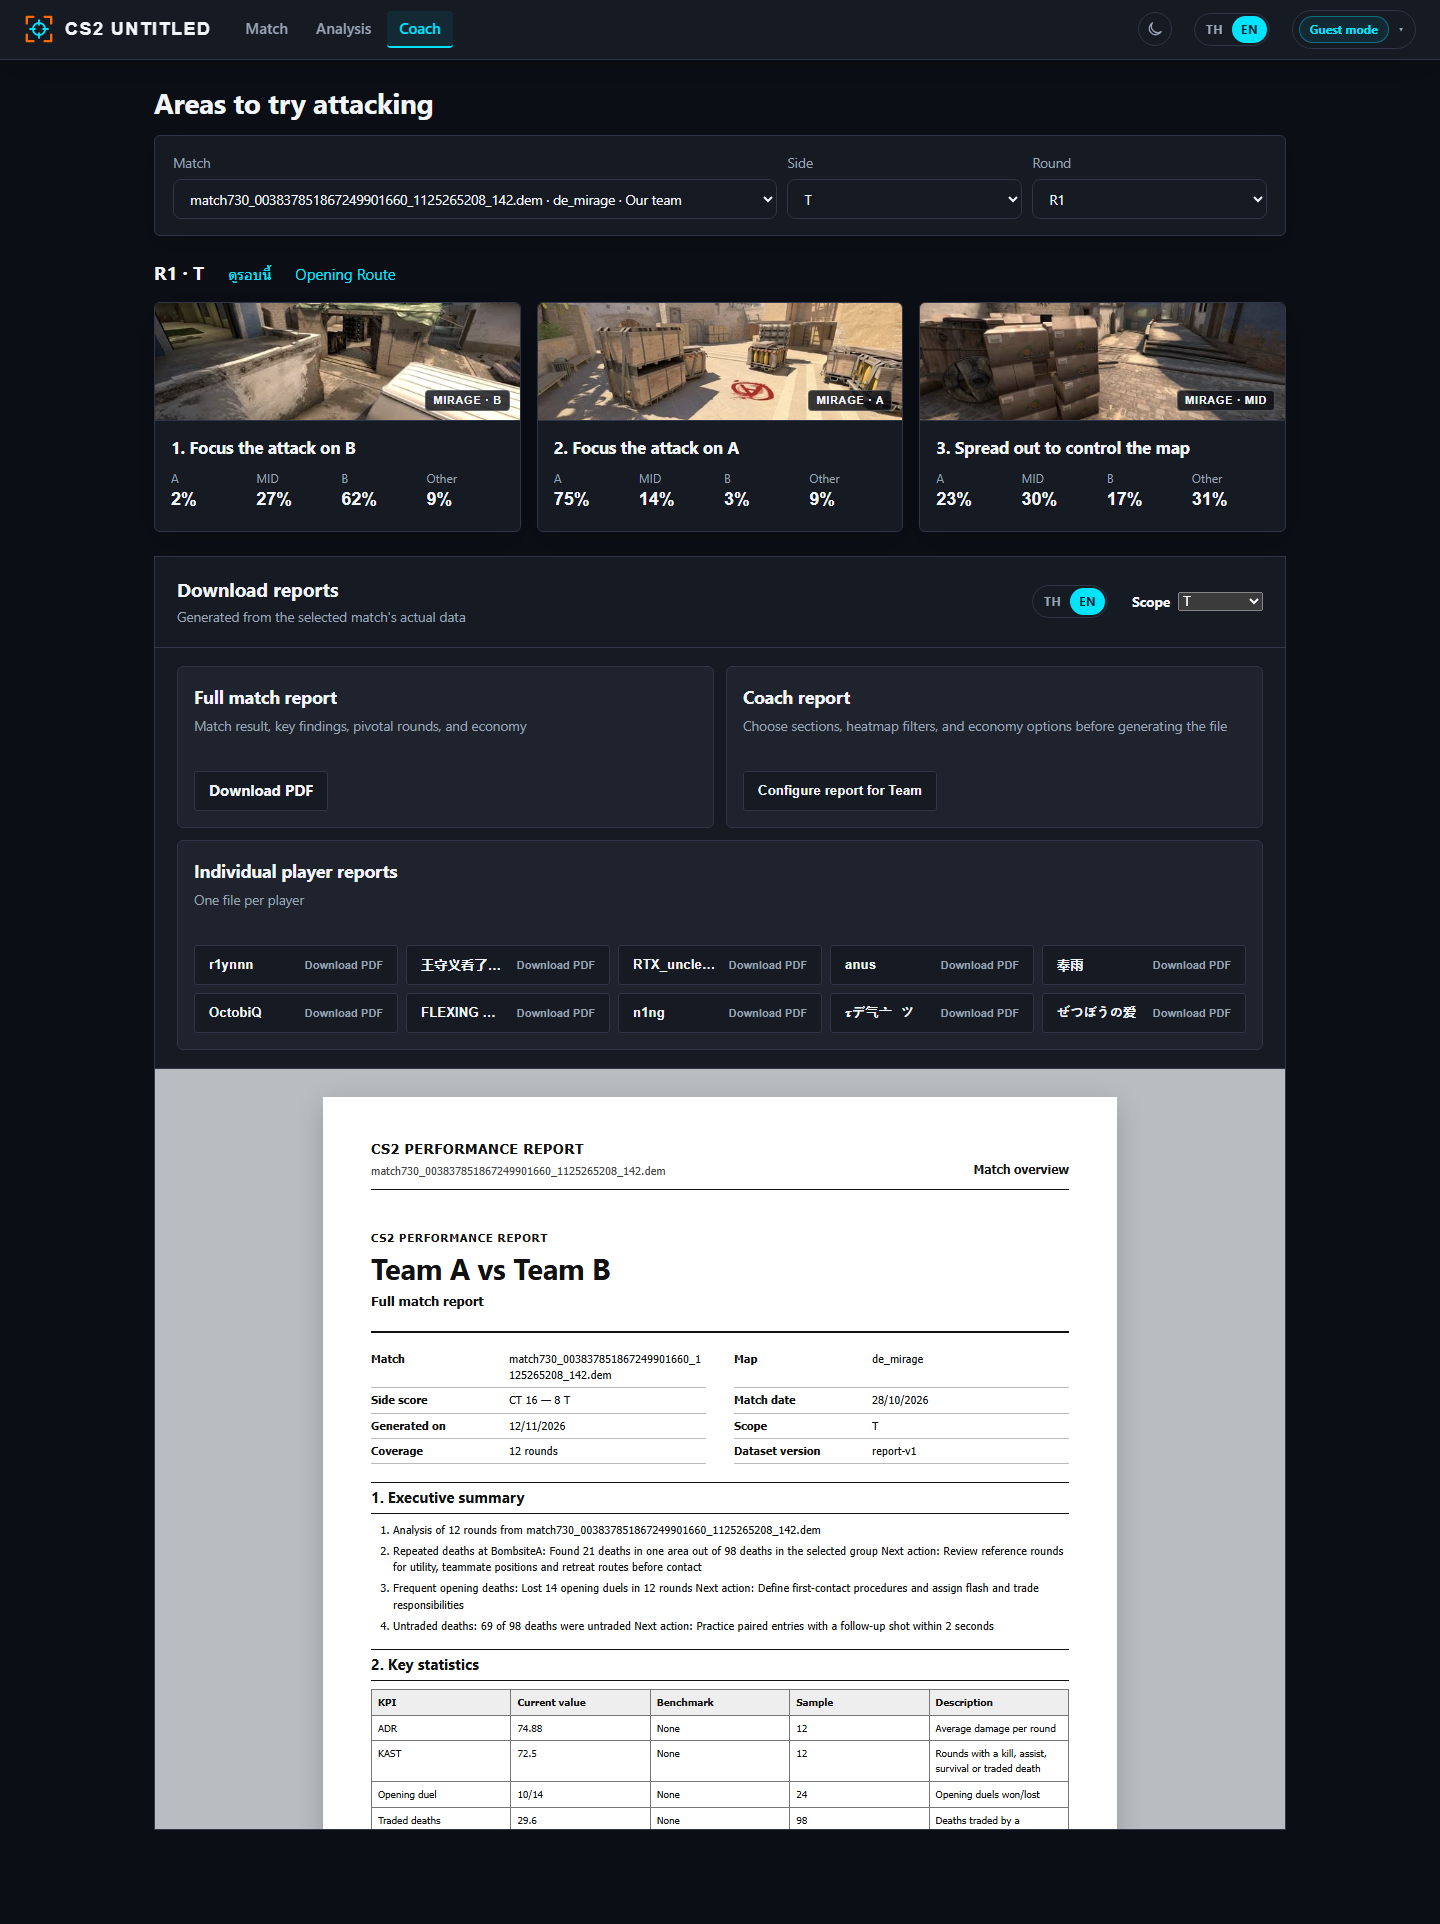 CS2 UNTITLED
Match
Analysis
Coach
TH
EN
Guest mode
Areas to try attacking
Match
Side
Round
match730_003837851867249901660_1125265208_142.dem · de_mirage · Our team
T
R1
R1 · T
ดูรอบนี้
Opening Route
MIRAGE · B
MIRAGE · A
MIRAGE · MID
1. Focus the attack on B
A
MID
B
Other
2%
27%
62%
9%
2. Focus the attack on A
A
MID
B
Other
75%
14%
3%
9%
3. Spread out to control the map
A
MID
B
Other
23%
30%
17%
31%
Download reports
Generated from the selected match's actual data
TH
EN
Scope
T
Full match report
Match result, key findings, pivotal rounds, and economy
Download PDF
Coach report
Choose sections, heatmap filters, and economy options before generating the file
Configure report for Team
Individual player reports
One file per player
r1ynnn Download PDF
王守义看了... Download PDF
RTX_uncle... Download PDF
anus Download PDF
奉雨 Download PDF
OctobiQ Download PDF
FLEXING ... Download PDF
n1ng Download PDF
Download PDF
ぜつぼうの爱 Download PDF
CS2 PERFORMANCE REPORT
match730_003837851867249901660_1125265208_142.dem
Match overview
CS2 PERFORMANCE REPORT
Team A vs Team B
Full match report
Match
match730_003837851867249901660_1
125265208_142.dem
Map
de_mirage
Side score
CT 16 — 8 T
Match date
28/10/2026
Generated on
12/11/2026
Scope
T
Coverage
12 rounds
Dataset version
report-v1
1. Executive summary
1. Analysis of 12 rounds from match730_003837851867249901660_1125265208_142.dem
2. Repeated deaths at BombsiteA: Found 21 deaths in one area out of 98 deaths in the selected group Next action: Review reference rounds
for utility, teammate positions and retreat routes before contact
3. Frequent opening deaths: Lost 14 opening duels in 12 rounds Next action: Define first-contact procedures and assign flash and trade
responsibilities
4. Untraded deaths: 69 of 98 deaths were untraded Next action: Practice paired entries with a follow-up shot within 2 seconds
2. Key statistics
KPI
Current value
Benchmark
Sample
Description
ADR
74.88
None
12
Average damage per round
KAST
72.5
None
12
Rounds with a kill, assist,
survival or traded death
Opening duel
10/14
None
24
Opening duels won/lost
Traded deaths
29.6
None
98
Deaths traded by a